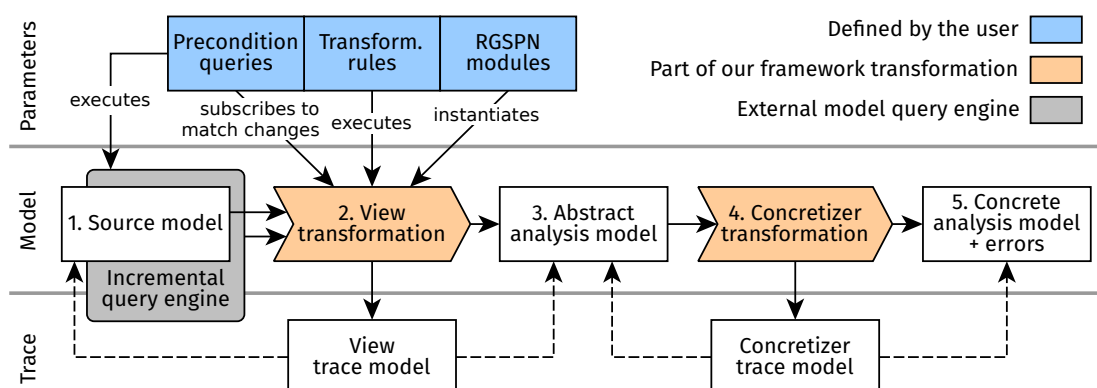 Parameters
Precondition
queries
Transform.
rules
RGSPN
modules
Defined by the user
Part of our framework transformation
External model query engine
executes
subscribes to
match changes
executes
instantiates
Model
1. Source model
Incremental
query engine
2. View
transformation
3. Abstract
analysis model
4. Concretizer
transformation
5. Concrete
analysis model
+ errors
Trace
View
trace model
Concretizer
trace model